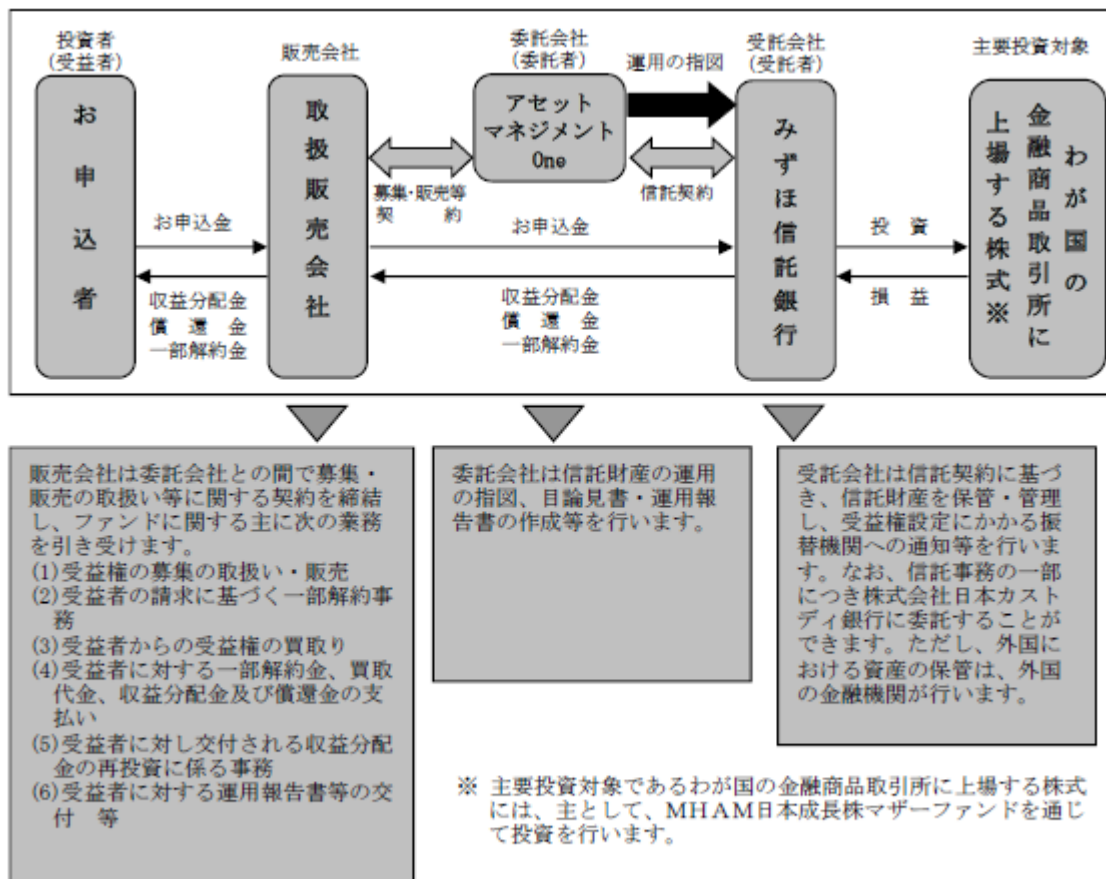 投資者
(受益者)
お申込者
販売会社
取扱販売会社
委託会社
(委託者)
アセット
マネジメント
One
運用の指図
受託会社
(受託者)
みずほ信託銀行
主要投資対象
わが国の
金融商品取引所に
上場する株式※
募集・販売等
契　　約
信託契約
お申込金
お申込金
投　資
収益分配金
償　還　金
一部解約金
収益分配金
償　還　金
一部解約金
損　益
販売会社は委託会社との間で募集・
販売の取扱い等に関する契約を締結
し、ファンドに関する主に次の業務
を引き受けます。
(1)受益権の募集の取扱い・販売
(2)受益者の請求に基づく一部解約事
務
(3)受益者からの受益権の買取り
(4)受益者に対する一部解約金、買取
代金、収益分配金及び償還金の支
払い
(5)受益者に対し交付される収益分配
金の再投資に係る事務
(6)受益者に対する運用報告書等の交
付　等
委託会社は信託財産の運用
の指図、目論見書・運用報
告書の作成等を行います。
受託会社は信託契約に基づ
き、信託財産を保管・管理
し、受益権設定にかかる振
替機関への通知等を行いま
す。なお、信託事務の一部
につき株式会社日本カスト
ディ銀行に委託することが
できます。ただし、外国に
おける資産の保管は、外国
の金融機関が行います。
※ 主要投資対象であるわが国の金融商品取引所に上場する株式
には、主として、MHAM日本成長株マザーファンドを通じ
て投資を行います。